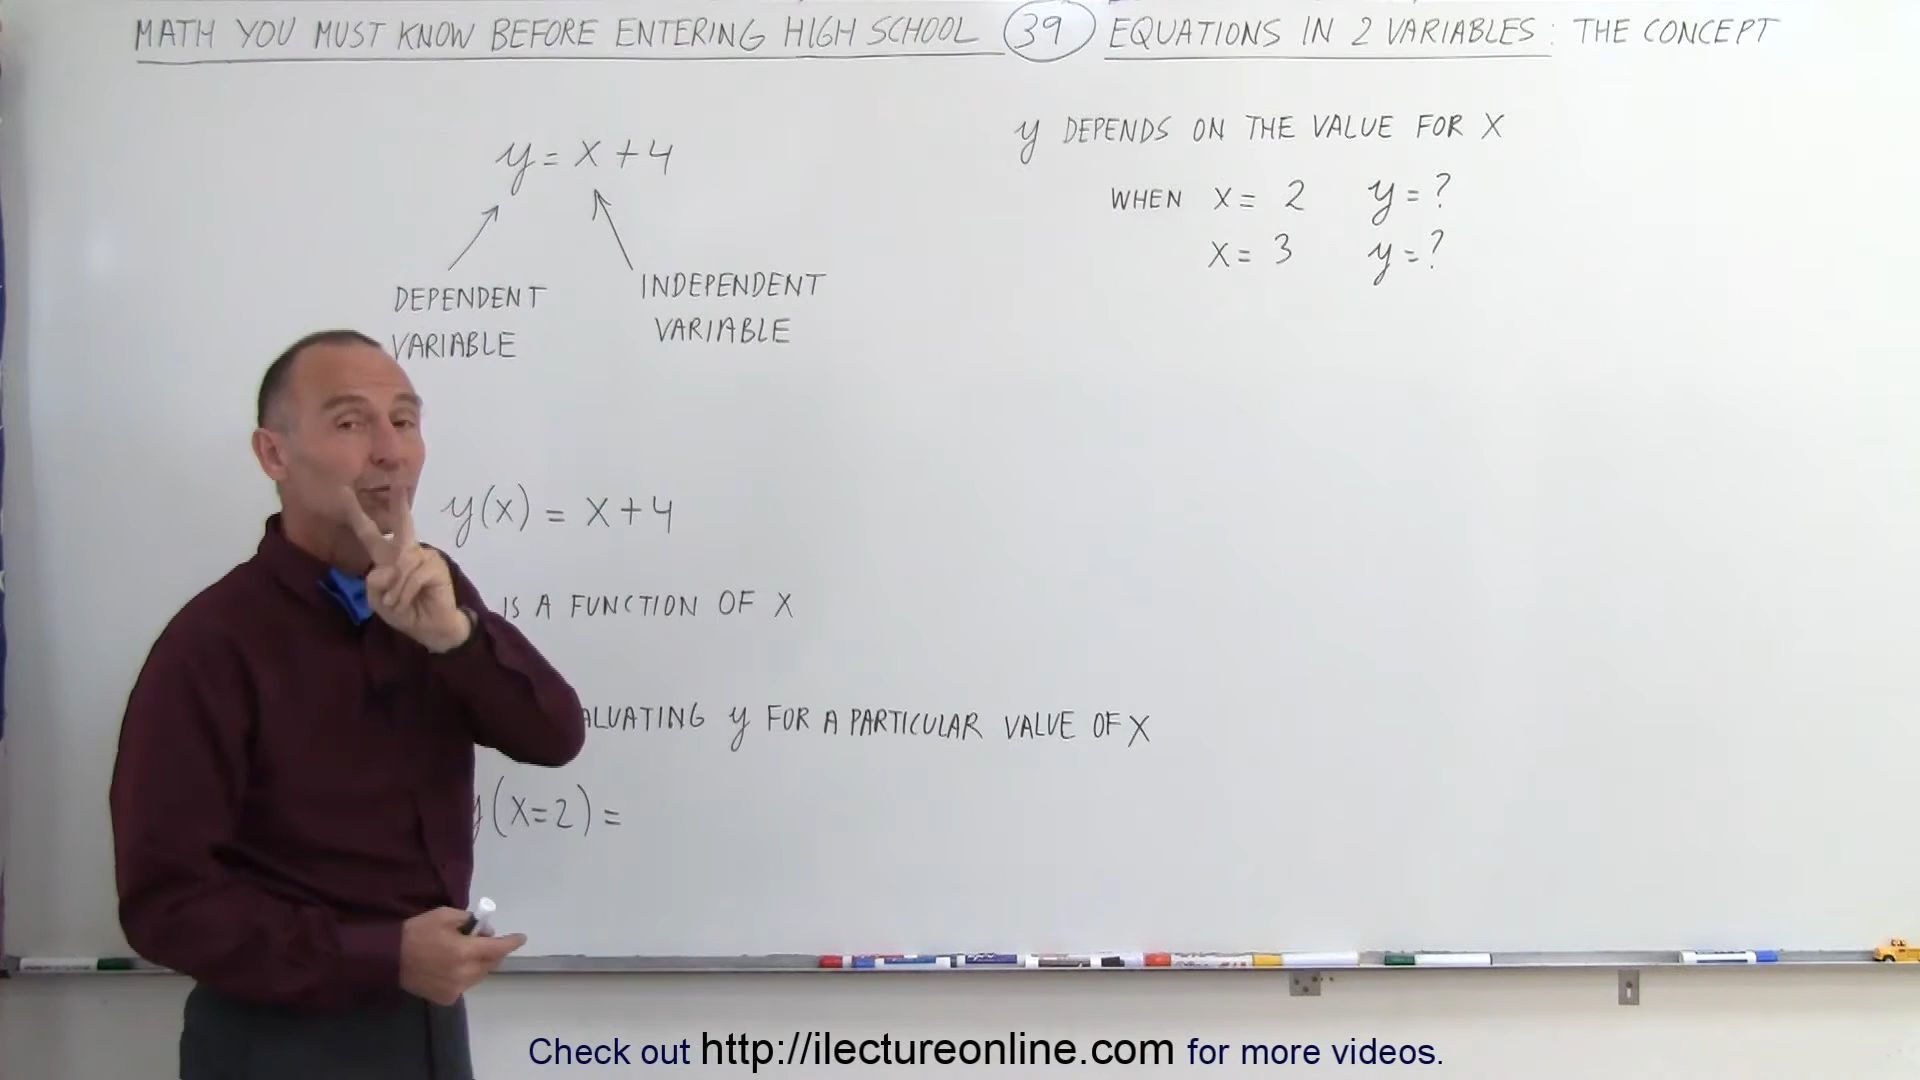 MATH YOU MUST KNOW BEFORE ENTERING HIGH SCHOOL 39 EQUATIONS IN 2 VARIABLES: THE CONCEPT
y = x + 4
DEPENDENT
VARIABLE
INDEPENDENT
VARIABLE
y DEPENDS ON THE VALUE FOR X
WHEN X = 2 y = ?
X = 3 y = ?
y(x) = x + 4
IS A FUNCTION OF X
y FOR A PARTICULAR VALUE OF X
y(x=2) =
Check out http://ilectureonline.com for more videos.